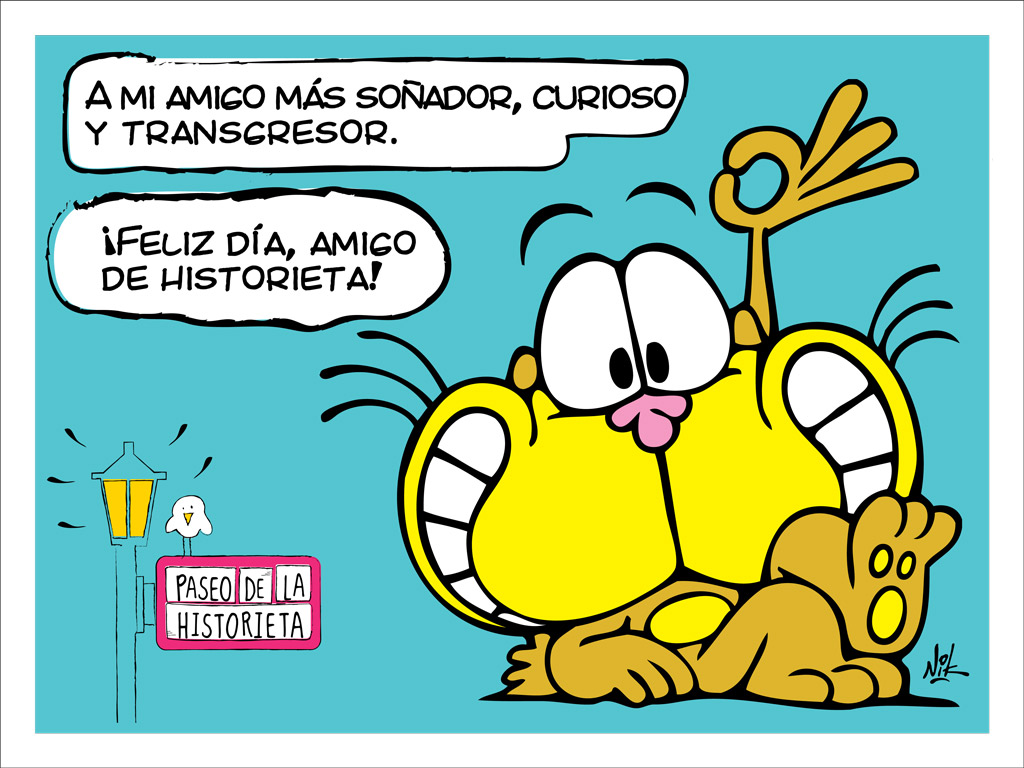 A MI AMIGO MÁS SOÑADOR, CURIOSO
Y TRANSGRESOR.
¡FELIZ DÍA, AMIGO
DE HISTORIETA!
PASEO DE LA
HISTORIETA
NIK